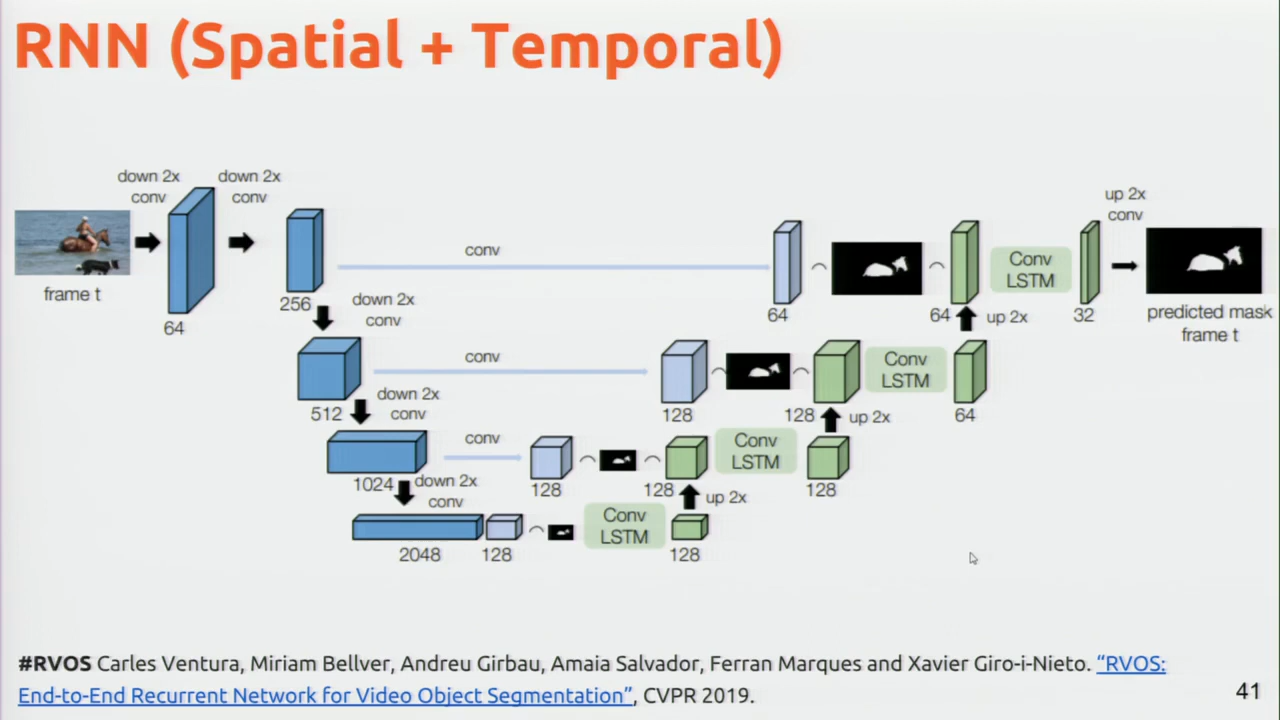 RNN (Spatial + Temporal)
down 2x
conv
down 2x
conv
frame t
64
256
down 2x
conv
512
down 2x
conv
1024
down 2x
conv
2048
128
conv
conv
conv
64
64
Conv
LSTM
32
up 2x
conv
predicted mask
frame t
up 2x
128
128
Conv
LSTM
64
up 2x
128
128
Conv
LSTM
128
up 2x
Conv
LSTM
128
#RVOS Carles Ventura, Miriam Bellver, Andreu Girbau, Amaia Salvador, Ferran Marques and Xavier Giro-i-Nieto. “RVOS:
End-to-End Recurrent Network for Video Object Segmentation”, CVPR 2019.
41